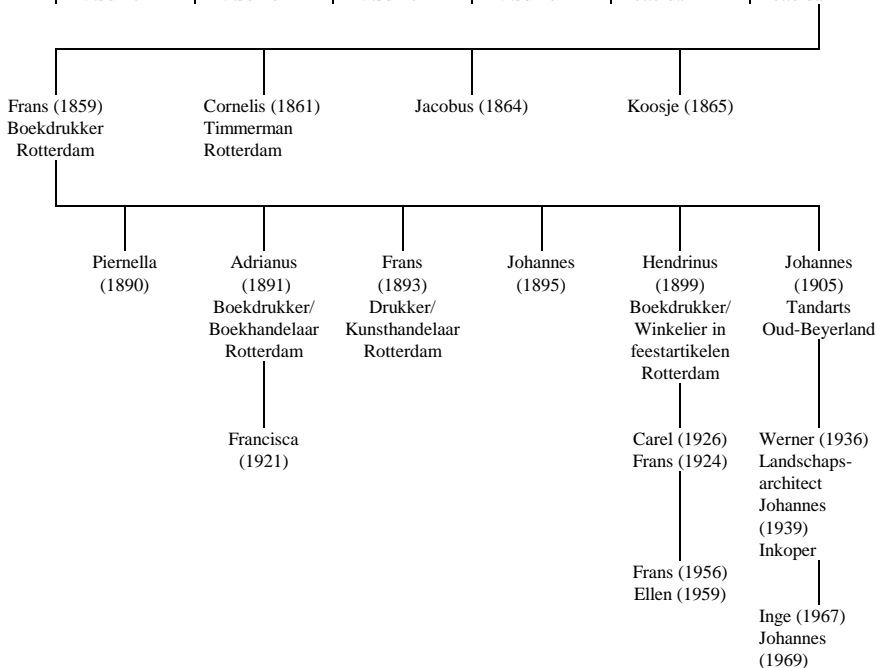 Frans (1859)
Boekdrukker
Rotterdam
Cornelis (1861)
Timmerman
Rotterdam
Jacobus (1864)
Koosje (1865)
Piernella
(1890)
Adrianus
(1891)
Boekdrukker/
Boekhandelaar
Rotterdam
Frans
(1893)
Drukker/
Kunsthandelaar
Rotterdam
Johannes
(1895)
Hendrinus
(1899)
Boekdrukker/
Winkelier in
feestartikelen
Rotterdam
Johannes
(1905)
Tandarts
Oud-Beyerland
Francisca
(1921)
Carel (1926)
Frans (1924)
Werner (1936)
Landschaps-
architect
Johannes
(1939)
Inkoper
Frans (1956)
Ellen (1959)
Inge (1967)
Johannes
(1969)